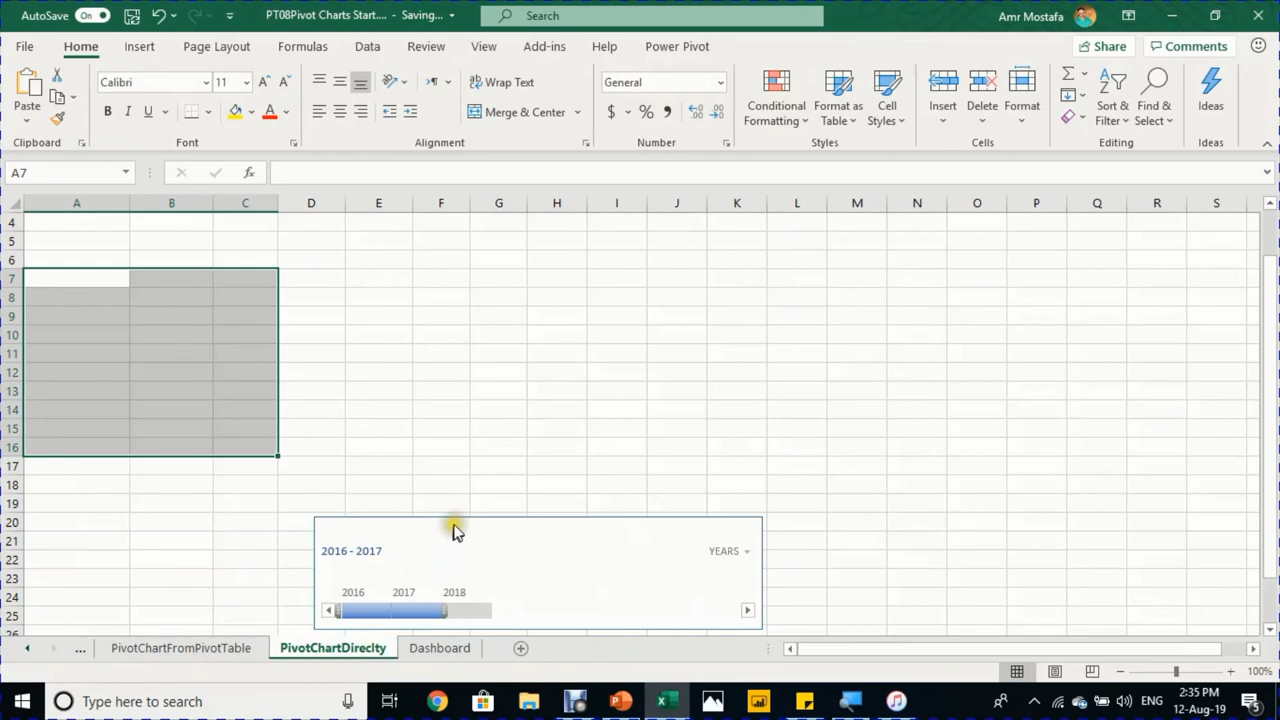 AutoSave On PT08Pivot Charts Start.... - Saving... Search Amr Mostafa
File Home Insert Page Layout Formulas Data Review View Add-ins Help Power Pivot Share Comments
Calibri 11 Wrap Text General
Paste B I U A Merge & Center $ % Conditional Formatting Format as Table Cell Styles Insert Delete Format Sort & Filter Find & Select Ideas
Clipboard Font Alignment Number Styles Cells Editing Ideas
A7 fx
A B C D E F G H I J K L M N O P Q R S
4
5
6
7
8
9
10
11
12
13
14
15
16
17
18
19
20
21
2016 - 2017 YEARS
22
23
24
2016 2017 2018
25
26
... PivotChartFromPivotTable PivotChartDireclty Dashboard
100%
Type here to search ENG 2:35 PM
12-Aug-19 5